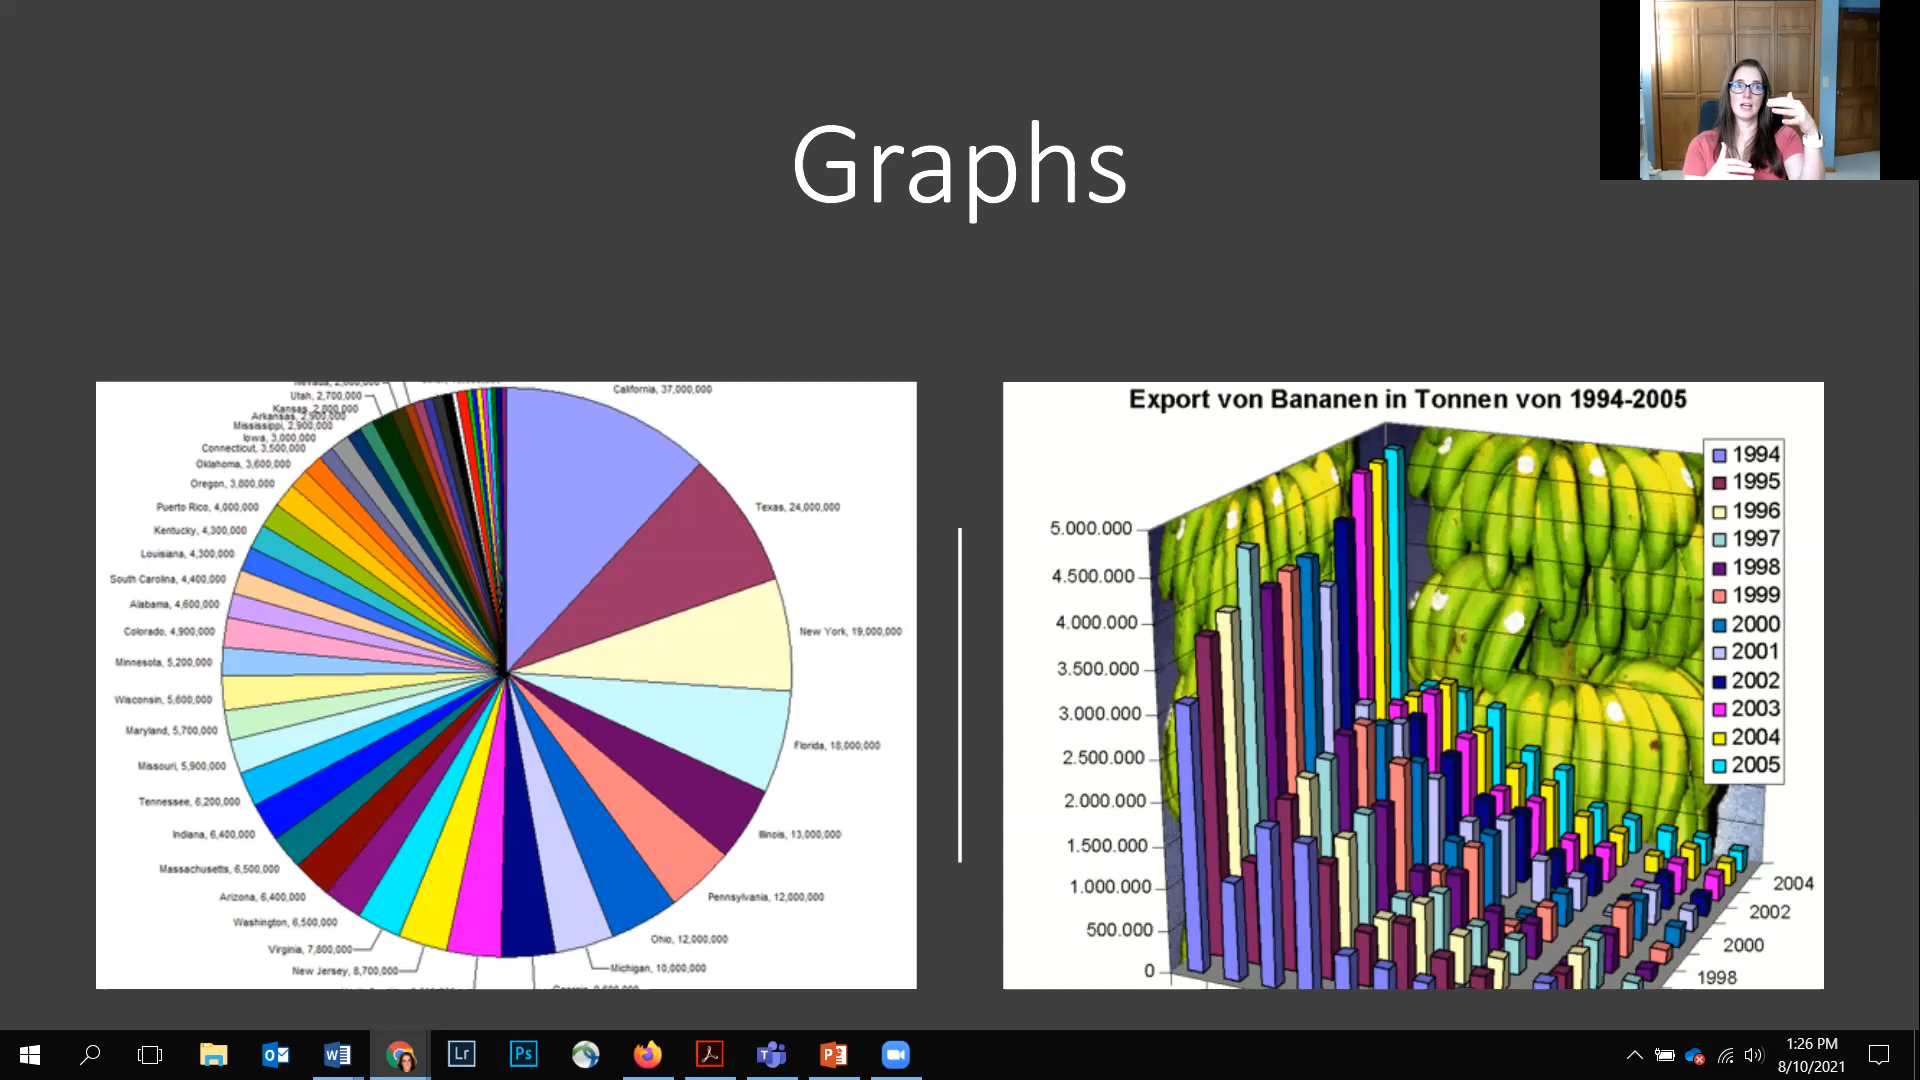 Graphs
California, 37,000,000
Texas, 24,000,000
New York, 19,000,000
Florida, 18,000,000
Illinois, 13,000,000
Pennsylvania, 12,000,000
Ohio, 12,000,000
Michigan, 10,000,000
New Jersey, 8,700,000
Virginia, 7,800,000
Washington, 6,500,000
Arizona, 6,400,000
Massachusetts, 6,500,000
Indiana, 6,400,000
Tennessee, 6,200,000
Missouri, 5,900,000
Maryland, 5,700,000
Wisconsin, 5,600,000
Minnesota, 5,200,000
Colorado, 4,900,000
Alabama, 4,600,000
South Carolina, 4,400,000
Louisiana, 4,300,000
Kentucky, 4,300,000
Puerto Rico, 4,000,000
Oregon, 3,800,000
Oklahoma, 3,600,000
Connecticut, 3,500,000
Iowa, 3,000,000
Mississippi, 2,900,000
Arkansas, 2,900,000
Kansas, 2,800,000
Utah, 2,700,000
Export von Bananen in Tonnen von 1994-2005
5.000.000
4.500.000
4.000.000
3.500.000
3.000.000
2.500.000
2.000.000
1.500.000
1.000.000
500.000
0
1994
1995
1996
1997
1998
1999
2000
2001
2002
2003
2004
2005
2004
2002
2000
1998
Lr
Ps
1:26 PM
8/10/2021